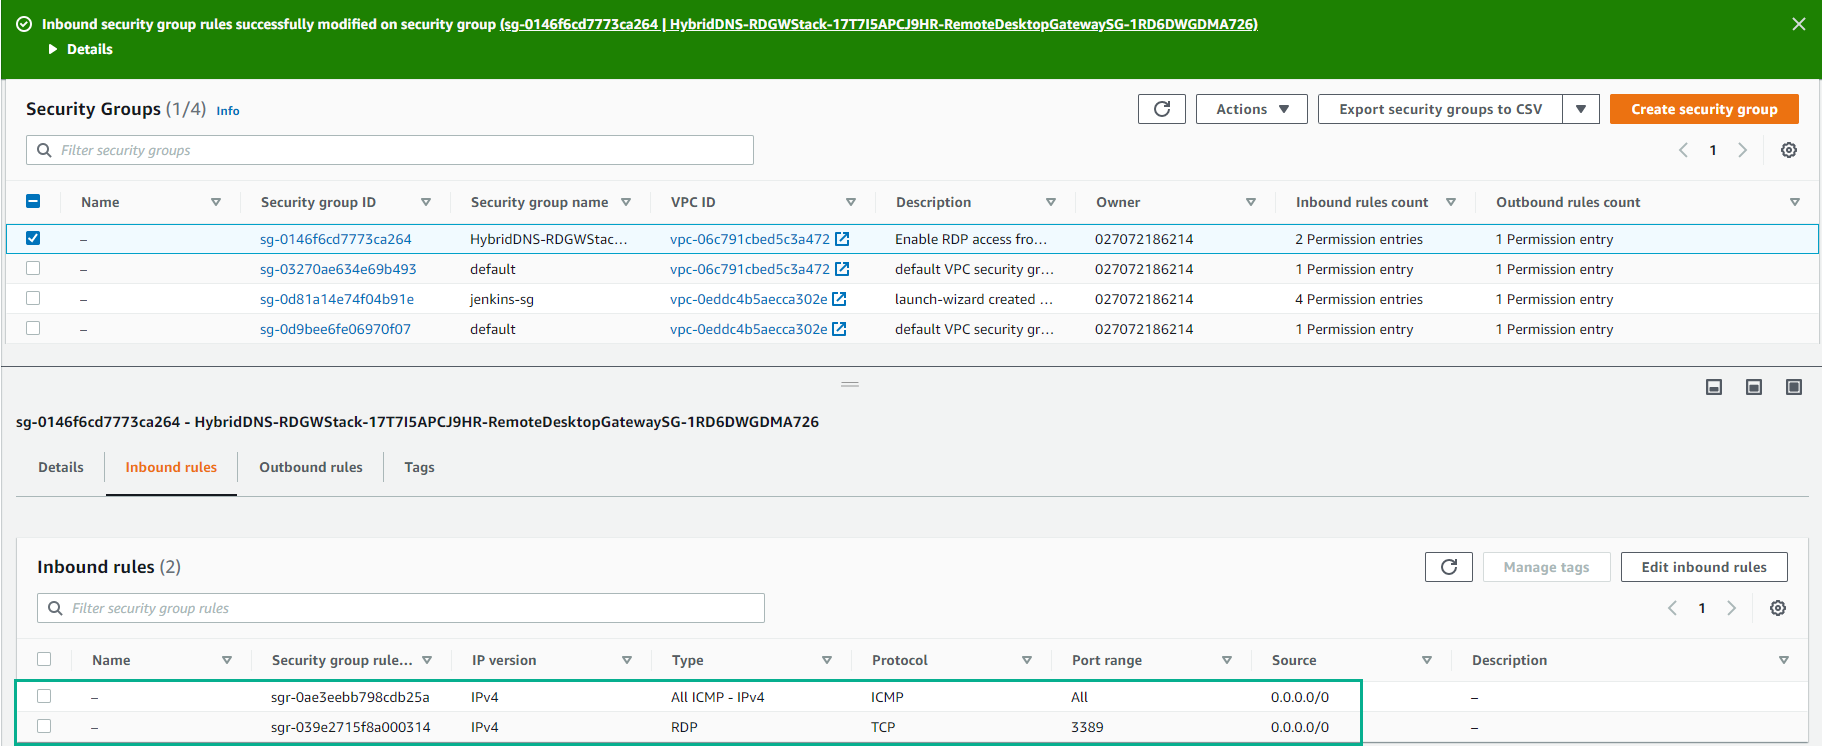 Inbound security group rules successfully modified on security group (sg-0146f6cd7773ca264 | HybridDNS-RDGWStack-17T7I5APCJ9HR-RemoteDesktopGatewaySG-1RD6DWGDMA726)
Details
Security Groups (1/4) Info
Actions Export security groups to CSV Create security group
Filter security groups
1
Name Security group ID Security group name VPC ID Description Owner Inbound rules count Outbound rules count
– sg-0146f6cd7773ca264 HybridDNS-RDGWStac... vpc-06c791cbed5c3a472 Enable RDP access fro... 027072186214 2 Permission entries 1 Permission entry
– sg-03270ae634e69b493 default vpc-06c791cbed5c3a472 default VPC security gr... 027072186214 1 Permission entry 1 Permission entry
– sg-0d81a14e74f04b91e jenkins-sg vpc-0eddc4b5aecca302e launch-wizard created ... 027072186214 4 Permission entries 1 Permission entry
– sg-0d9bee6fe06970f07 default vpc-0eddc4b5aecca302e default VPC security gr... 027072186214 1 Permission entry 1 Permission entry
sg-0146f6cd7773ca264 - HybridDNS-RDGWStack-17T7I5APCJ9HR-RemoteDesktopGatewaySG-1RD6DWGDMA726
Details Inbound rules Outbound rules Tags
Inbound rules (2)
Manage tags Edit inbound rules
Filter security group rules
1
Name Security group rule... IP version Type Protocol Port range Source Description
– sgr-0ae3eebb798cdb25a IPv4 All ICMP - IPv4 ICMP All 0.0.0.0/0 –
– sgr-039e2715f8a000314 IPv4 RDP TCP 3389 0.0.0.0/0 –